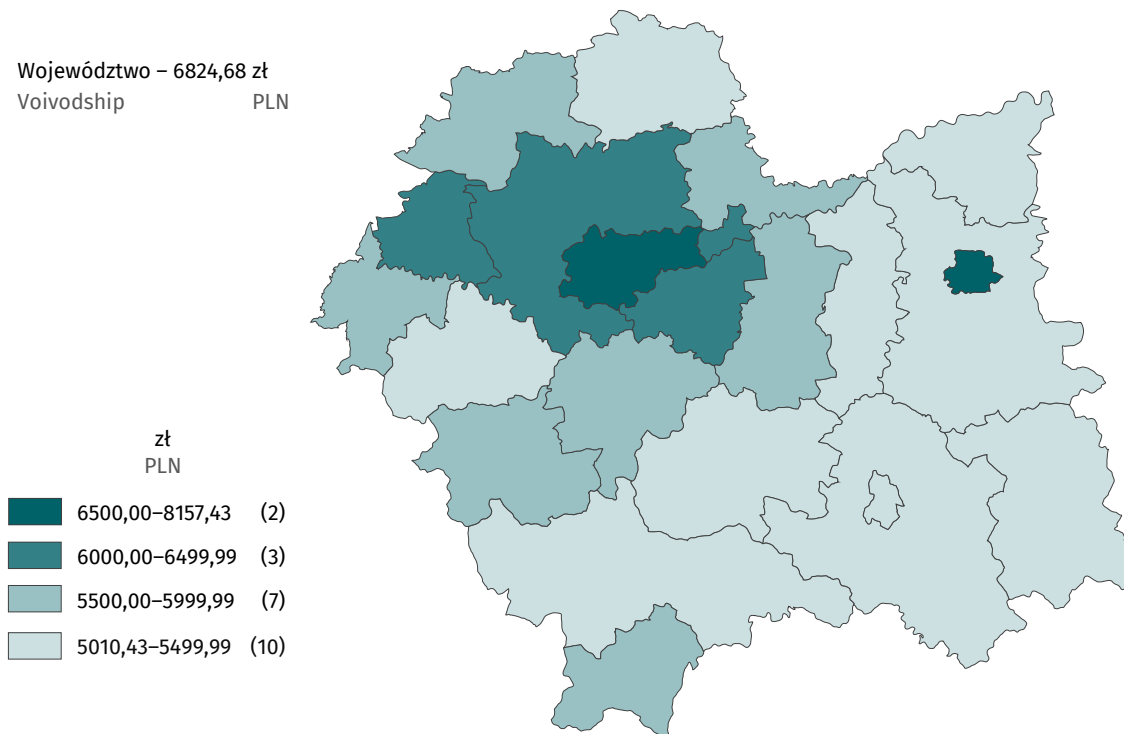 Województwo – 6824,68 zł
Voivodship PLN
zł
PLN
6500,00–8157,43 (2)
6000,00–6499,99 (3)
5500,00–5999,99 (7)
5010,43–5499,99 (10)